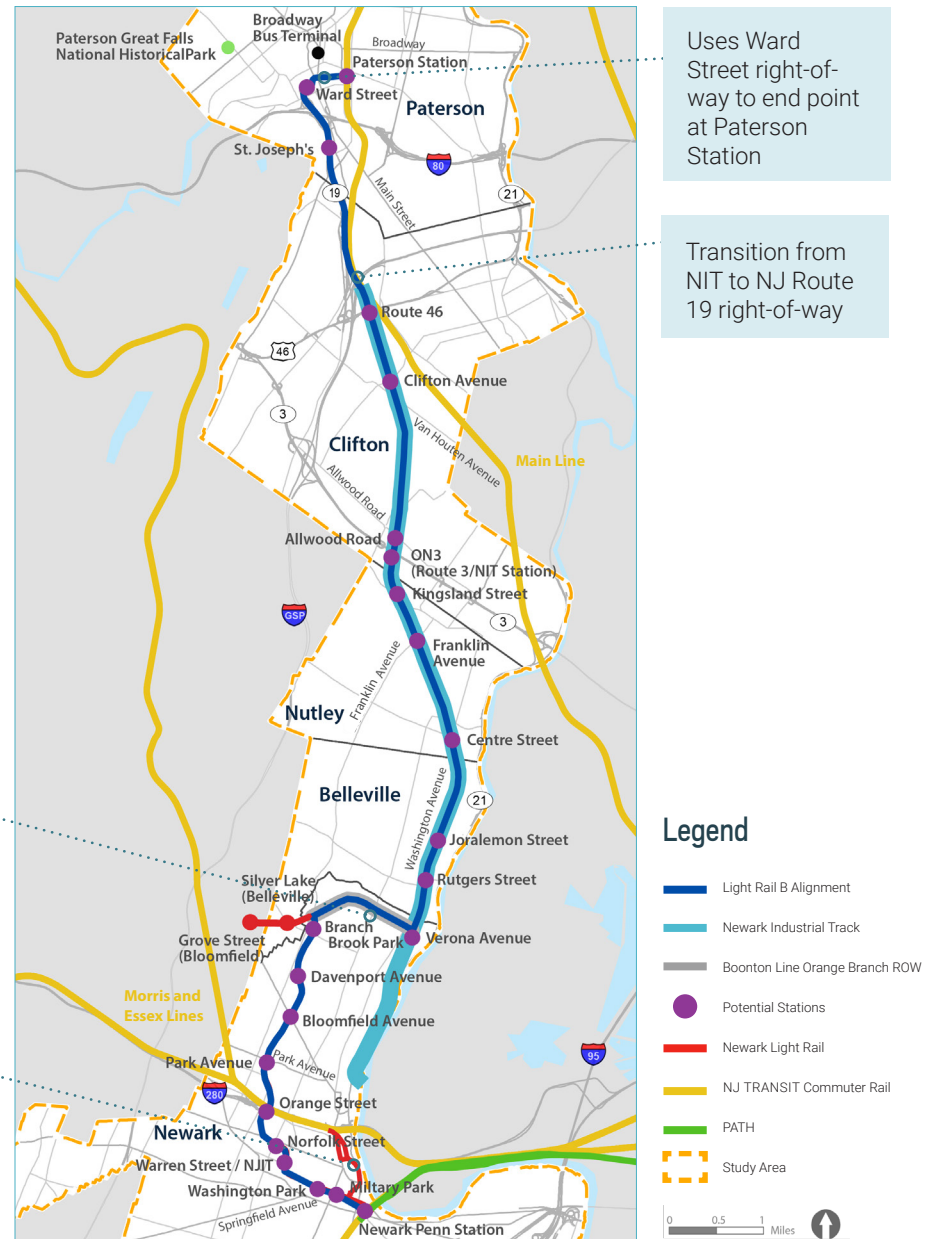 Paterson Great Falls
National HistoricalPark
Broadway
Bus Terminal
Broadway
Paterson Station
Ward Street
Paterson
St. Joseph's
80
19
Main Street
21
Route 46
46
Clifton Avenue
3
Van Houten Avenue
Clifton
Main Line
Allwood Road
Allwood Road
ON3
(Route 3/NIT Station)
Kingsland Street
GSP
3
Franklin
Avenue
Franklin Avenue
Nutley
Centre Street
Belleville
Washington Avenue
21
Joralemon Street
Rutgers Street
Silyer Lake
(Belleville)
Branch
Brook Park
Verona Avenue
Grove Street
(Bloomfield)
Davenport Avenue
Morris and
Essex Lines
Bloomfield Avenue
95
Park Avenue
Park Avenue
280
Orange Street
Newark
Norfolk Street
Warren Street / NJIT
Washington Park
Miltary Park
Springfield Avenue
Newark Penn Station
Uses Ward
Street right-of-
way to end point
at Paterson
Station
Transition from
NIT to NJ Route
19 right-of-way
Legend
Light Rail B Alignment
Newark Industrial Track
Boonton Line Orange Branch ROW
Potential Stations
Newark Light Rail
NJ TRANSIT Commuter Rail
PATH
Study Area
0 0.5 1
Miles